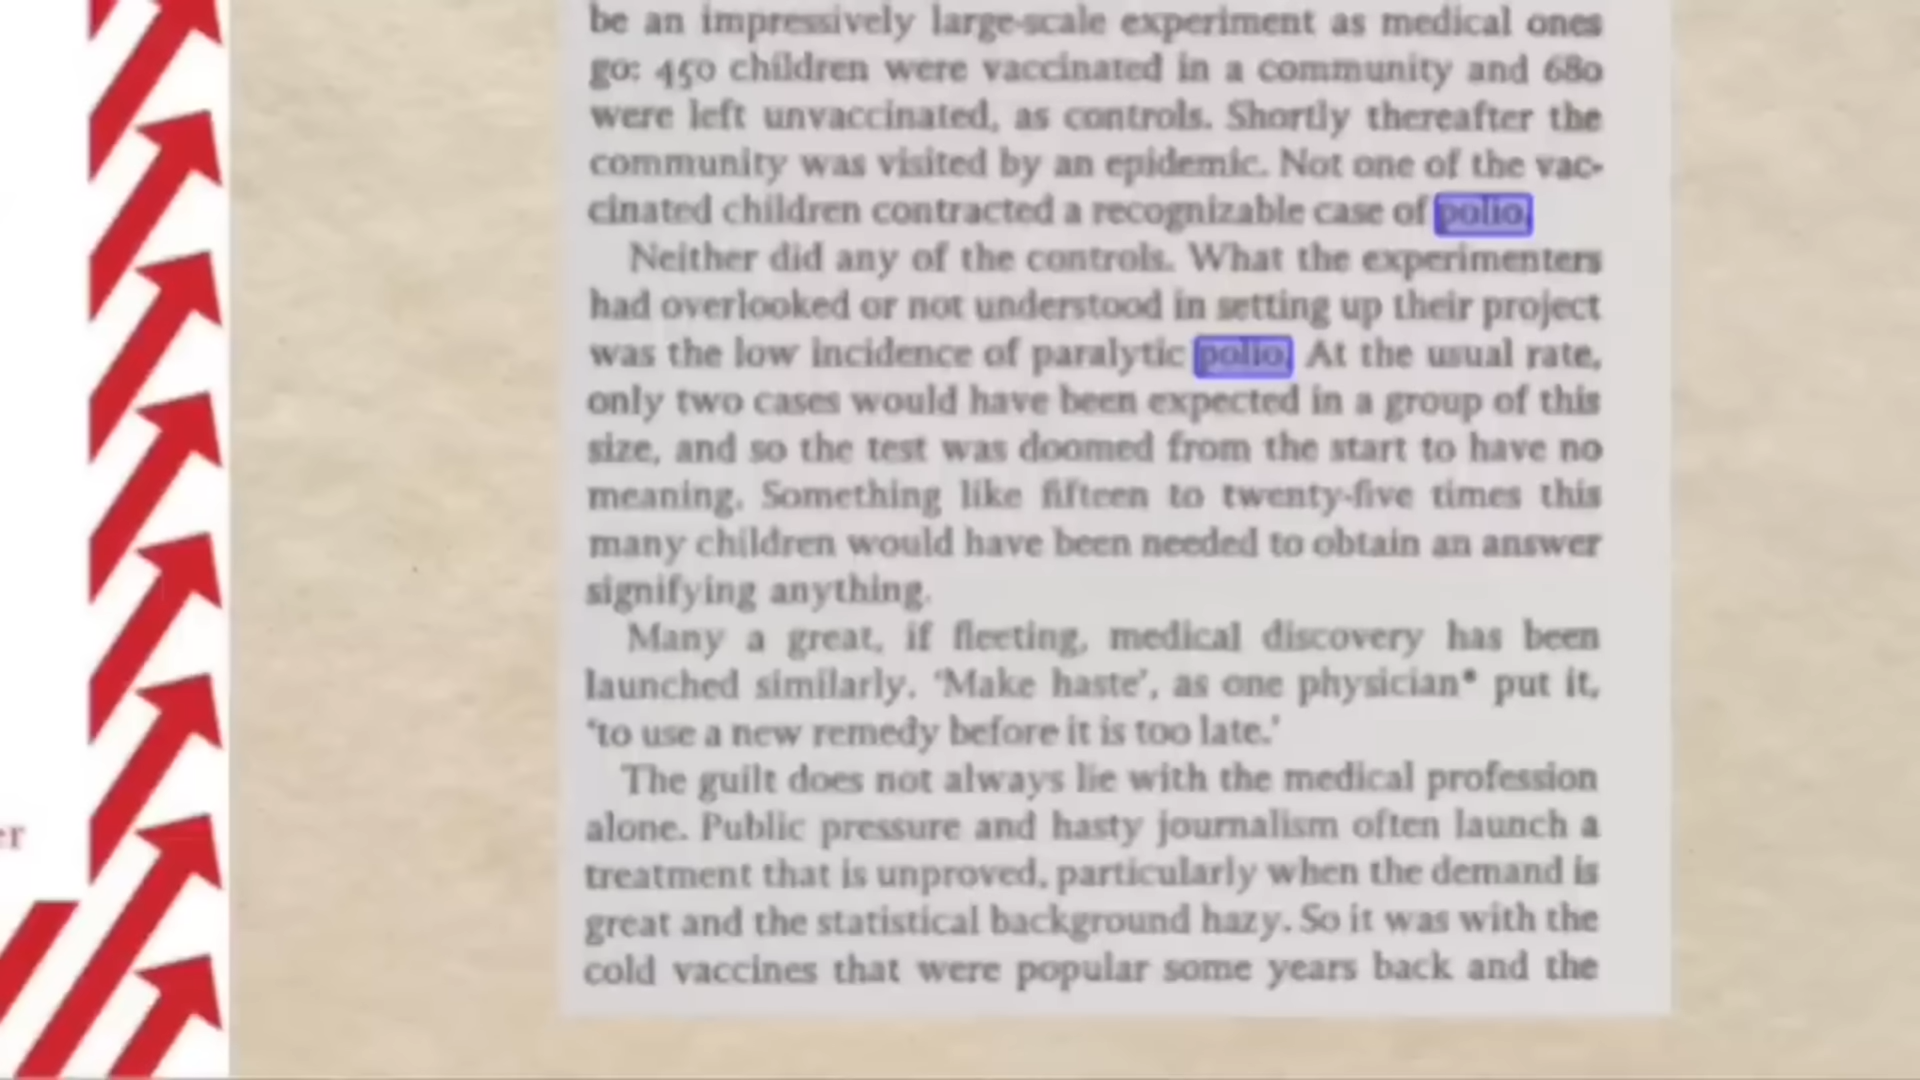 be an impressively large-scale experiment as medical ones
go: 450 children were vaccinated in a community and 680
were left unvaccinated, as controls. Shortly thereafter the
community was visited by an epidemic. Not one of the vac-
cinated children contracted a recognizable case of polio.
Neither did any of the controls. What the experimenters
had overlooked or not understood in setting up their project
was the low incidence of paralytic polio. At the usual rate,
only two cases would have been expected in a group of this
size, and so the test was doomed from the start to have no
meaning. Something like fifteen to twenty-five times this
many children would have been needed to obtain an answer
signifying anything.
Many a great, if fleeting, medical discovery has been
launched similarly. 'Make haste', as one physician* put it,
'to use a new remedy before it is too late.'
The guilt does not always lie with the medical profession
alone. Public pressure and hasty journalism often launch a
treatment that is unproved, particularly when the demand is
great and the statistical background hazy. So it was with the
cold vaccines that were popular some years back and the
er